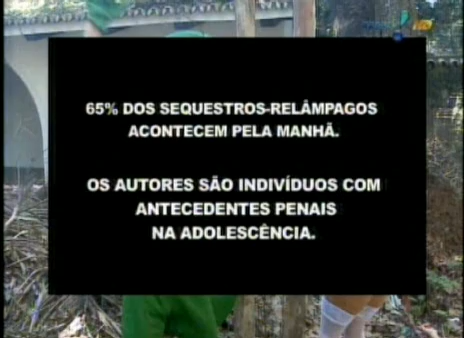 65% DOS SEQUESTROS-RELÂMPAGOS
ACONTECEM PELA MANHÃ.
OS AUTORES SÃO INDIVÍDUOS COM
ANTECEDENTES PENAIS
NA ADOLESCÊNCIA.